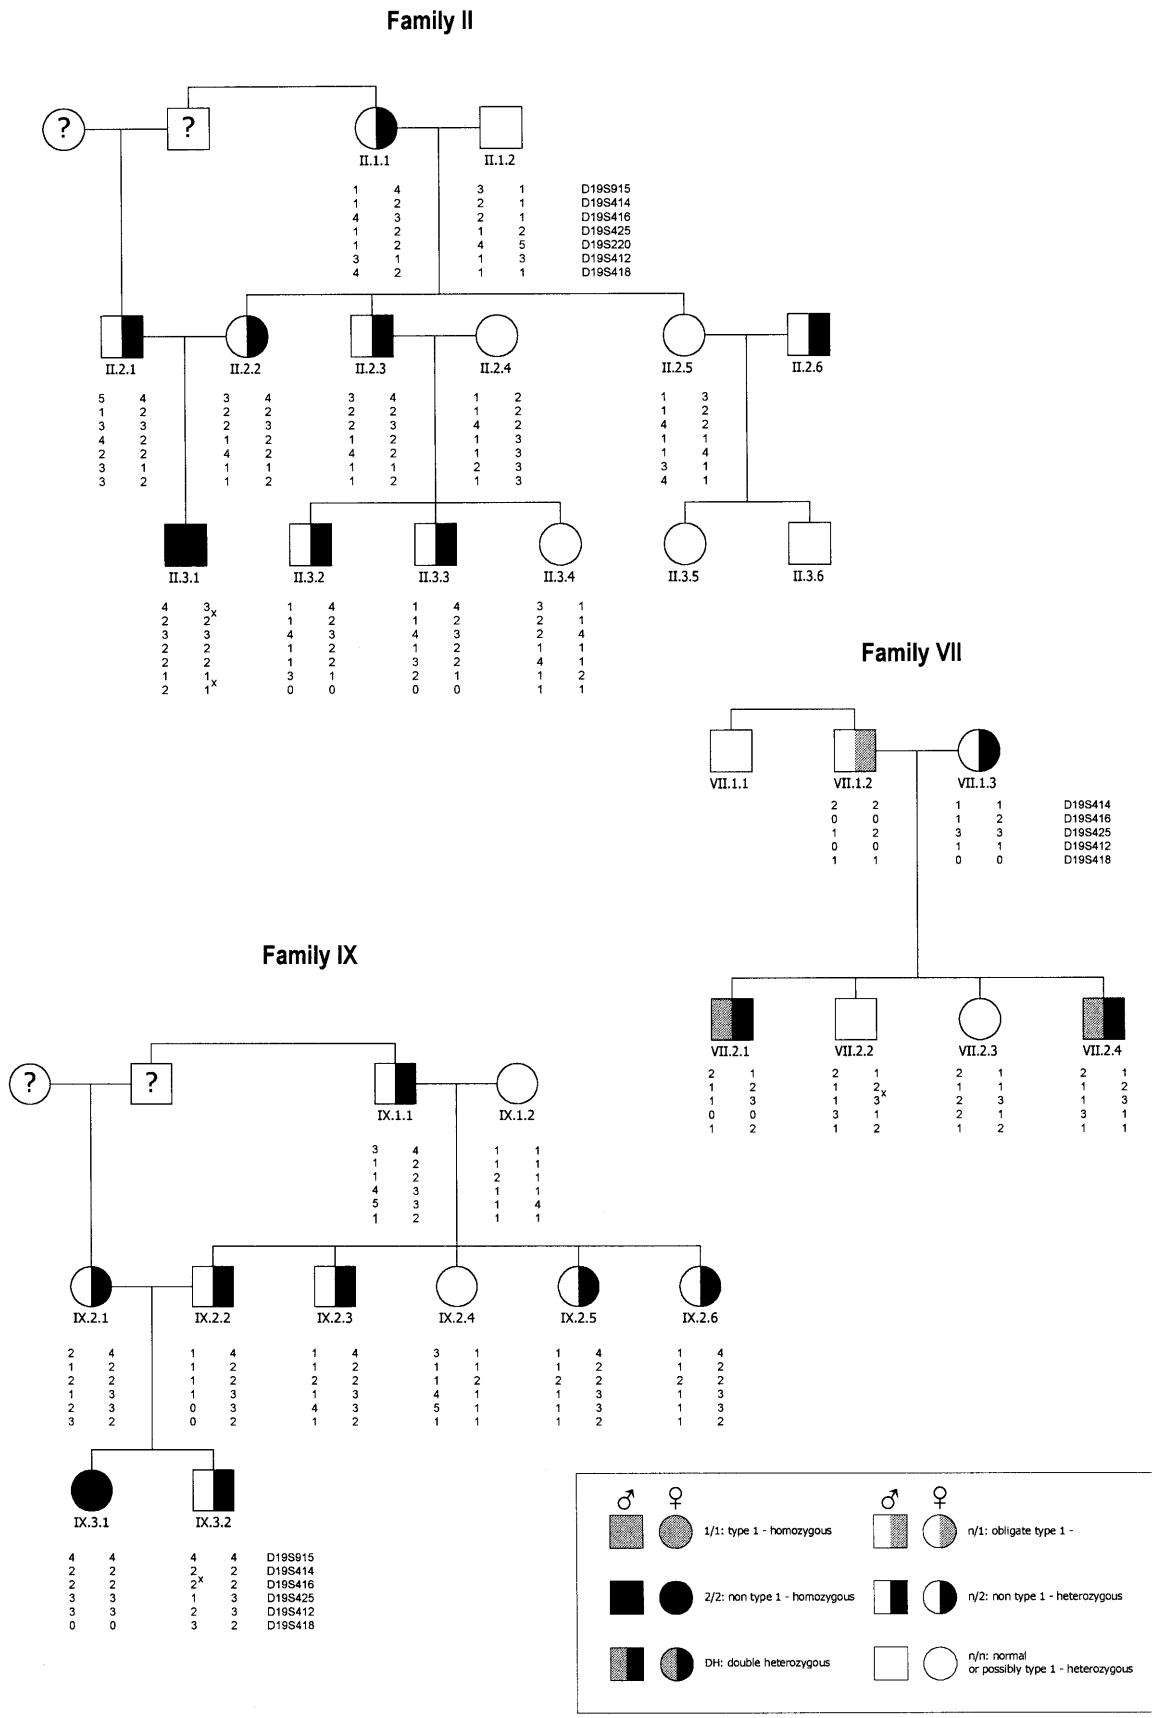 Family II
? ?
II.1.1 II.1.2
1 4 3 1 D19S915
1 2 2 1 D19S414
4 3 2 1 D19S416
1 2 1 2 D19S425
1 2 4 5 D19S220
3 1 1 3 D19S412
4 2 1 1 D19S418
II.2.1 II.2.2 II.2.3 II.2.4 II.2.5 II.2.6
5 4 3 4 3 4 1 2 1 3
1 2 2 2 2 2 1 2 1 2
3 3 2 3 2 3 4 2 4 2
4 2 1 2 1 2 1 3 1 1
2 2 4 2 4 2 1 3 1 4
3 1 1 1 1 1 2 3 3 1
3 2 1 2 1 2 1 3 4 1
II.3.1 II.3.2 II.3.3 II.3.4 II.3.5 II.3.6
4 3x 1 4 1 4 3 1
2 2 1 2 1 2 2 1
3 3 4 3 4 3 2 4
2 2 1 2 1 2 1 1
2 2 1 2 3 2 4 1
1 1x 3 1 2 1 1 2
2 1 0 0 0 0 1 1
Family VII
VII.1.1 VII.1.2 VII.1.3
2 2 1 1 D19S414
0 0 1 2 D19S416
1 2 3 3 D19S425
0 0 1 1 D19S412
1 1 0 0 D19S418
VII.2.1 VII.2.2 VII.2.3 VII.2.4
2 1 2 1 2 1 2 1
1 2 1 2x 1 1 1 2
1 3 1 3 2 3 1 3
0 0 3 1 2 1 3 1
1 2 1 2 1 2 1 1
Family IX
? ?
IX.1.1 IX.1.2
3 4 1 1
1 2 1 1
1 2 2 1
4 3 1 1
5 3 1 4
1 2 1 1
IX.2.1 IX.2.2 IX.2.3 IX.2.4 IX.2.5 IX.2.6
2 4 1 4 1 4 3 1 1 4 1 4
1 2 1 2 1 2 1 1 1 2 1 2
2 2 1 2 2 2 1 2 2 2 2 2
1 3 1 3 1 3 4 1 1 3 1 3
2 3 0 3 4 3 5 1 1 3 1 3
3 2 0 2 1 2 1 1 1 2 1 2
IX.3.1 IX.3.2
4 4 4 4 D19S915
2 2 2x 2 D19S414
2 2 2 2 D19S416
3 3 1 3 D19S425
3 3 2 3 D19S412
0 0 3 2 D19S418
♂ ♀ ♂ ♀
1/1: type 1 - homozygous n/1: obligate type 1 -
2/2: non type 1 - homozygous n/2: non type 1 - heterozygous
DH: double heterozygous n/n: normal
or possibly type 1 - heterozygous